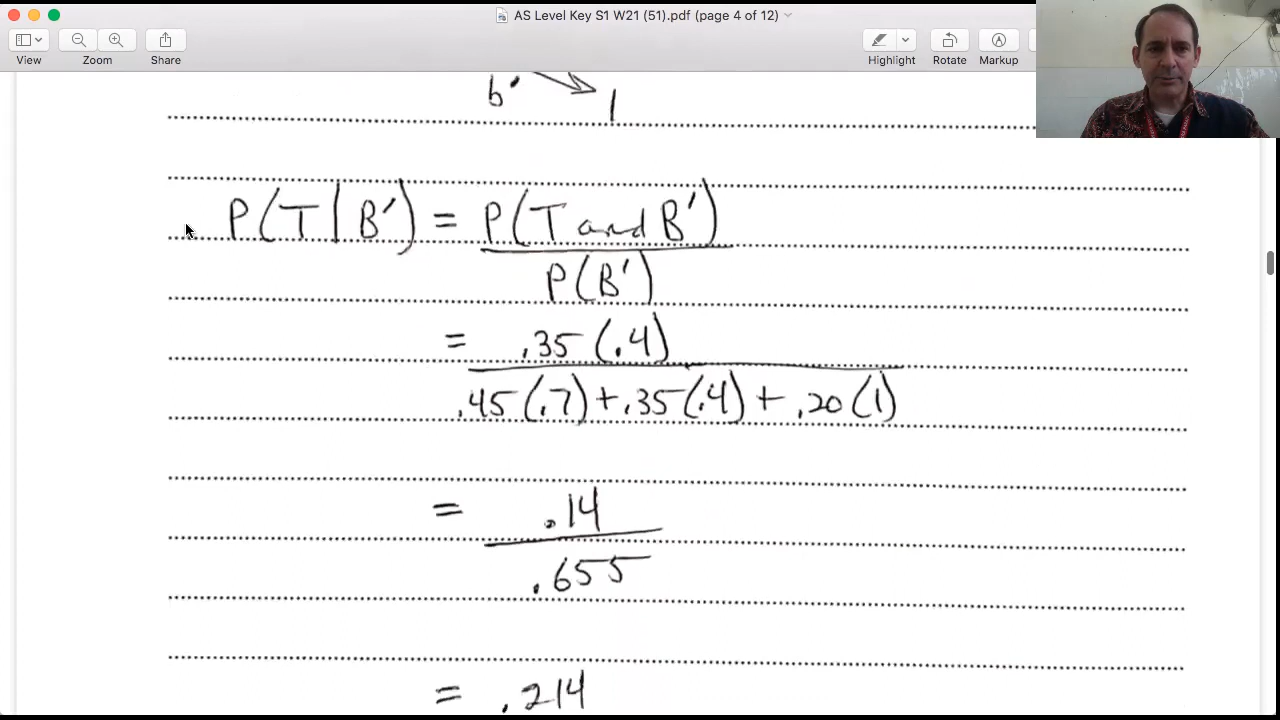 AS Level Key S1 W21 (51).pdf (page 4 of 12)
View Zoom Share Highlight Rotate Markup
b' 1
P(T|B') = P(T and B')
P(B')
= .35(.4)
.45(.7)+.35(.4)+.20(1)
= .14
.655
= .214